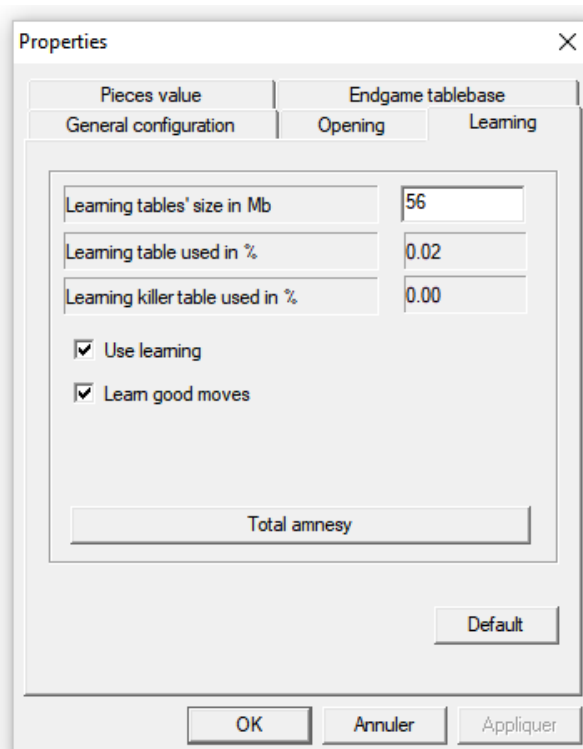 Properties
Pieces value Endgame tablebase
General configuration Opening Learning
Learning tables' size in Mb 56
Learning table used in % 0.02
Learning killer table used in % 0.00
Use learning
Learn good moves
Total amnesy
Default
OK Annuler Appliquer